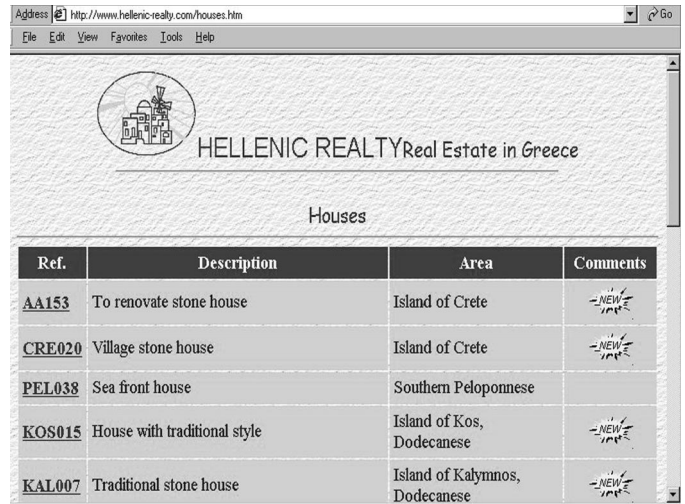 Address http://www.hellenic-realty.com/houses.htm Go
File Edit View Favorites Tools Help
HELLENIC REALTY Real Estate in Greece
Houses
Ref. Description Area Comments
AA153 To renovate stone house Island of Crete NEW
CRE020 Village stone house Island of Crete NEW
PEL038 Sea front house Southern Peloponnese
KOS015 House with traditional style Island of Kos, Dodecanese NEW
KAL007 Traditional stone house Island of Kalymnos, Dodecanese NEW